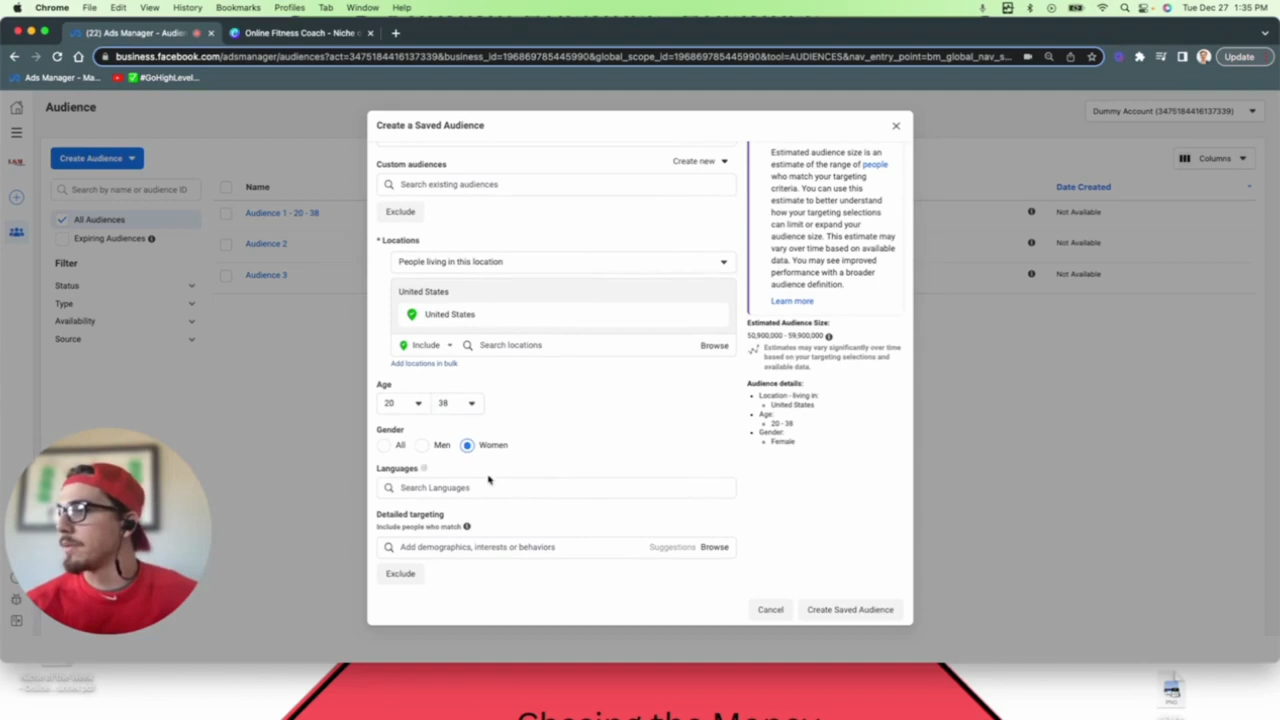 Chrome File Edit View History Bookmarks Profiles Tab Window Help
Tue Dec 27 1:35 PM
(22) Ads Manager - Audien
Online Fitness Coach - Niche o
business.facebook.com/adsmanager/audiences?act=3475184416137339&business_id=196869785445990&global_scope_id=196869785445990&tool=AUDIENCES&nav_entry_point=bm_global_nav_s...
Update
Ads Manager - Ma...
#GoHighLevel...
Audience
Dummy Account (3475184416137339)
Create Audience
Columns
Search by name or audience ID
Name
Date Created
All Audiences
Expiring Audiences
Filter
Status
Type
Availability
Source
Audience 1 - 20 - 38
Not Available
Audience 2
Not Available
Audience 3
Not Available
Create a Saved Audience
Custom audiences
Create new
Search existing audiences
Exclude
* Locations
People living in this location
United States
United States
Include
Search locations
Browse
Add locations in bulk
Age
20 38
Gender
All Men Women
Languages
Search Languages
Detailed targeting
Include people who match
Add demographics, interests or behaviors
Suggestions Browse
Exclude
Estimated audience size is an
estimate of the range of people
who match your targeting
criteria. You can use this
estimate to better understand
how your targeting selections
can limit or expand your
audience size. This estimate may
vary over time based on available
data. You may see improved
performance with a broader
audience definition.
Learn more
Estimated Audience Size:
50,900,000 - 59,900,000
Estimates may vary significantly over time
based on your targeting selections and
available data.
Audience details:
Location - living in:
United States
Age:
20 - 38
Gender:
Female
Cancel
Create Saved Audience
Niche of the Week
- Online
PNG
Chasing the Money